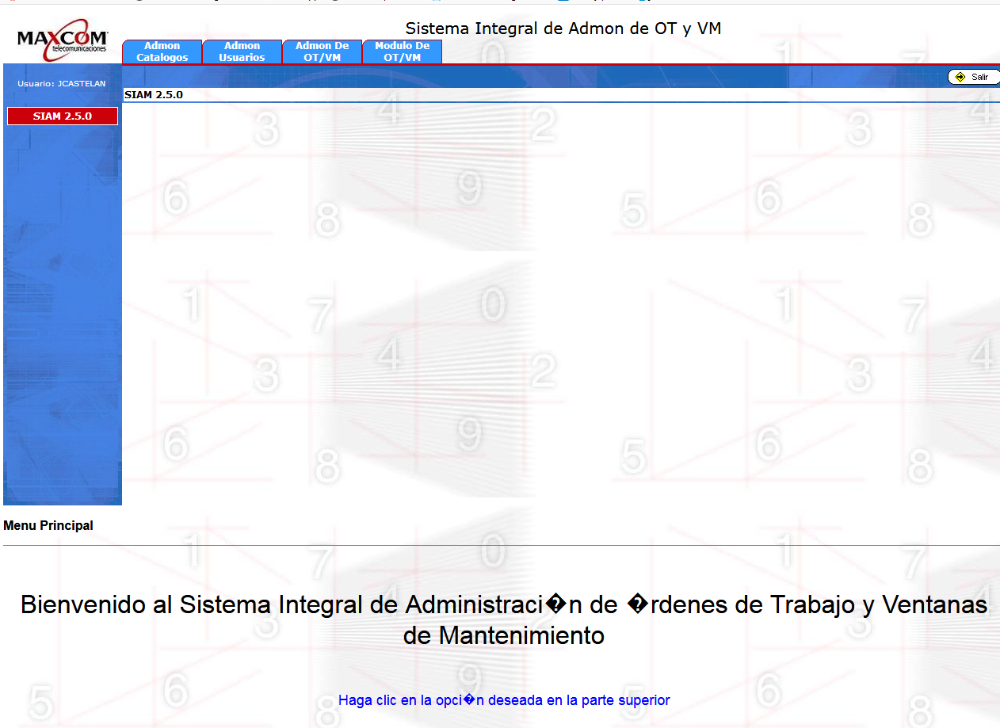 Sistema Integral de Admon de OT y VM
MAXCOM
telecomunicaciones
Admon Catalogos
Admon Usuarios
Admon De OT/VM
Modulo De OT/VM
Usuario: JCASTELAN
Salir
SIAM 2.5.0
SIAM 2.5.0
Menu Principal
Bienvenido al Sistema Integral de Administraci�n de �rdenes de Trabajo y Ventanas
de Mantenimiento
Haga clic en la opci�n deseada en la parte superior